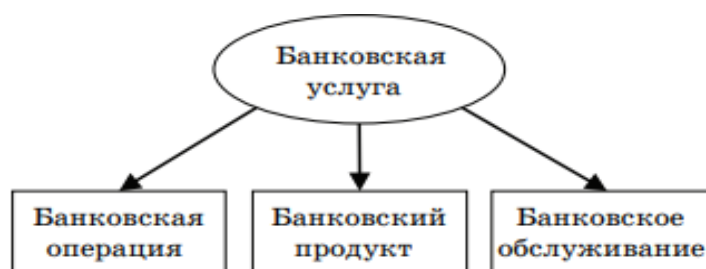 Банковская
услуга
Банковская
операция
Банковский
продукт
Банковское
обслуживание